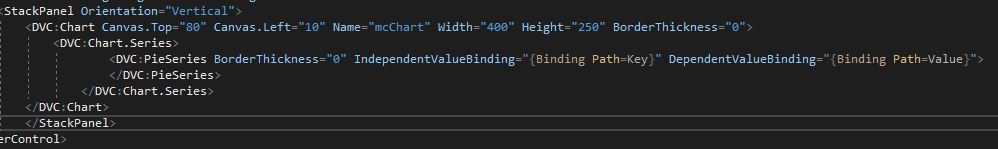 <StackPanel Orientation="Vertical">
<DVC:Chart Canvas.Top="80" Canvas.Left="10" Name="mcChart" Width="400" Height="250" BorderThickness="0">
<DVC:Chart.Series>
<DVC:PieSeries BorderThickness="0" IndependentValueBinding="{Binding Path=Key}" DependentValueBinding="{Binding Path=Value}">
</DVC:PieSeries>
</DVC:Chart.Series>
</DVC:Chart>
</StackPanel>
erControl>